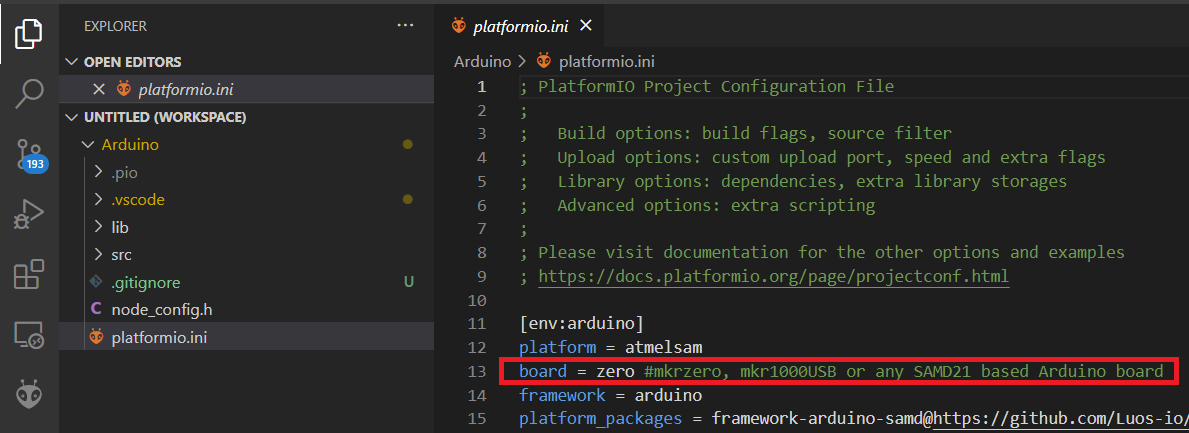 EXPLORER
···
OPEN EDITORS
platformio.ini
UNTITLED (WORKSPACE)
Arduino
.pio
.vscode
lib
src
.gitignore U
C node_config.h
platformio.ini
193
platformio.ini
Arduino > platformio.ini
1 ; PlatformIO Project Configuration File
2 ;
3 ;   Build options: build flags, source filter
4 ;   Upload options: custom upload port, speed and extra flags
5 ;   Library options: dependencies, extra library storages
6 ;   Advanced options: extra scripting
7 ;
8 ; Please visit documentation for the other options and examples
9 ; https://docs.platformio.org/page/projectconf.html
10
11 [env:arduino]
12 platform = atmelsam
13 board = zero #mkrzero, mkr1000USB or any SAMD21 based Arduino board
14 framework = arduino
15 platform_packages = framework-arduino-samd@https://github.com/Luos-io/